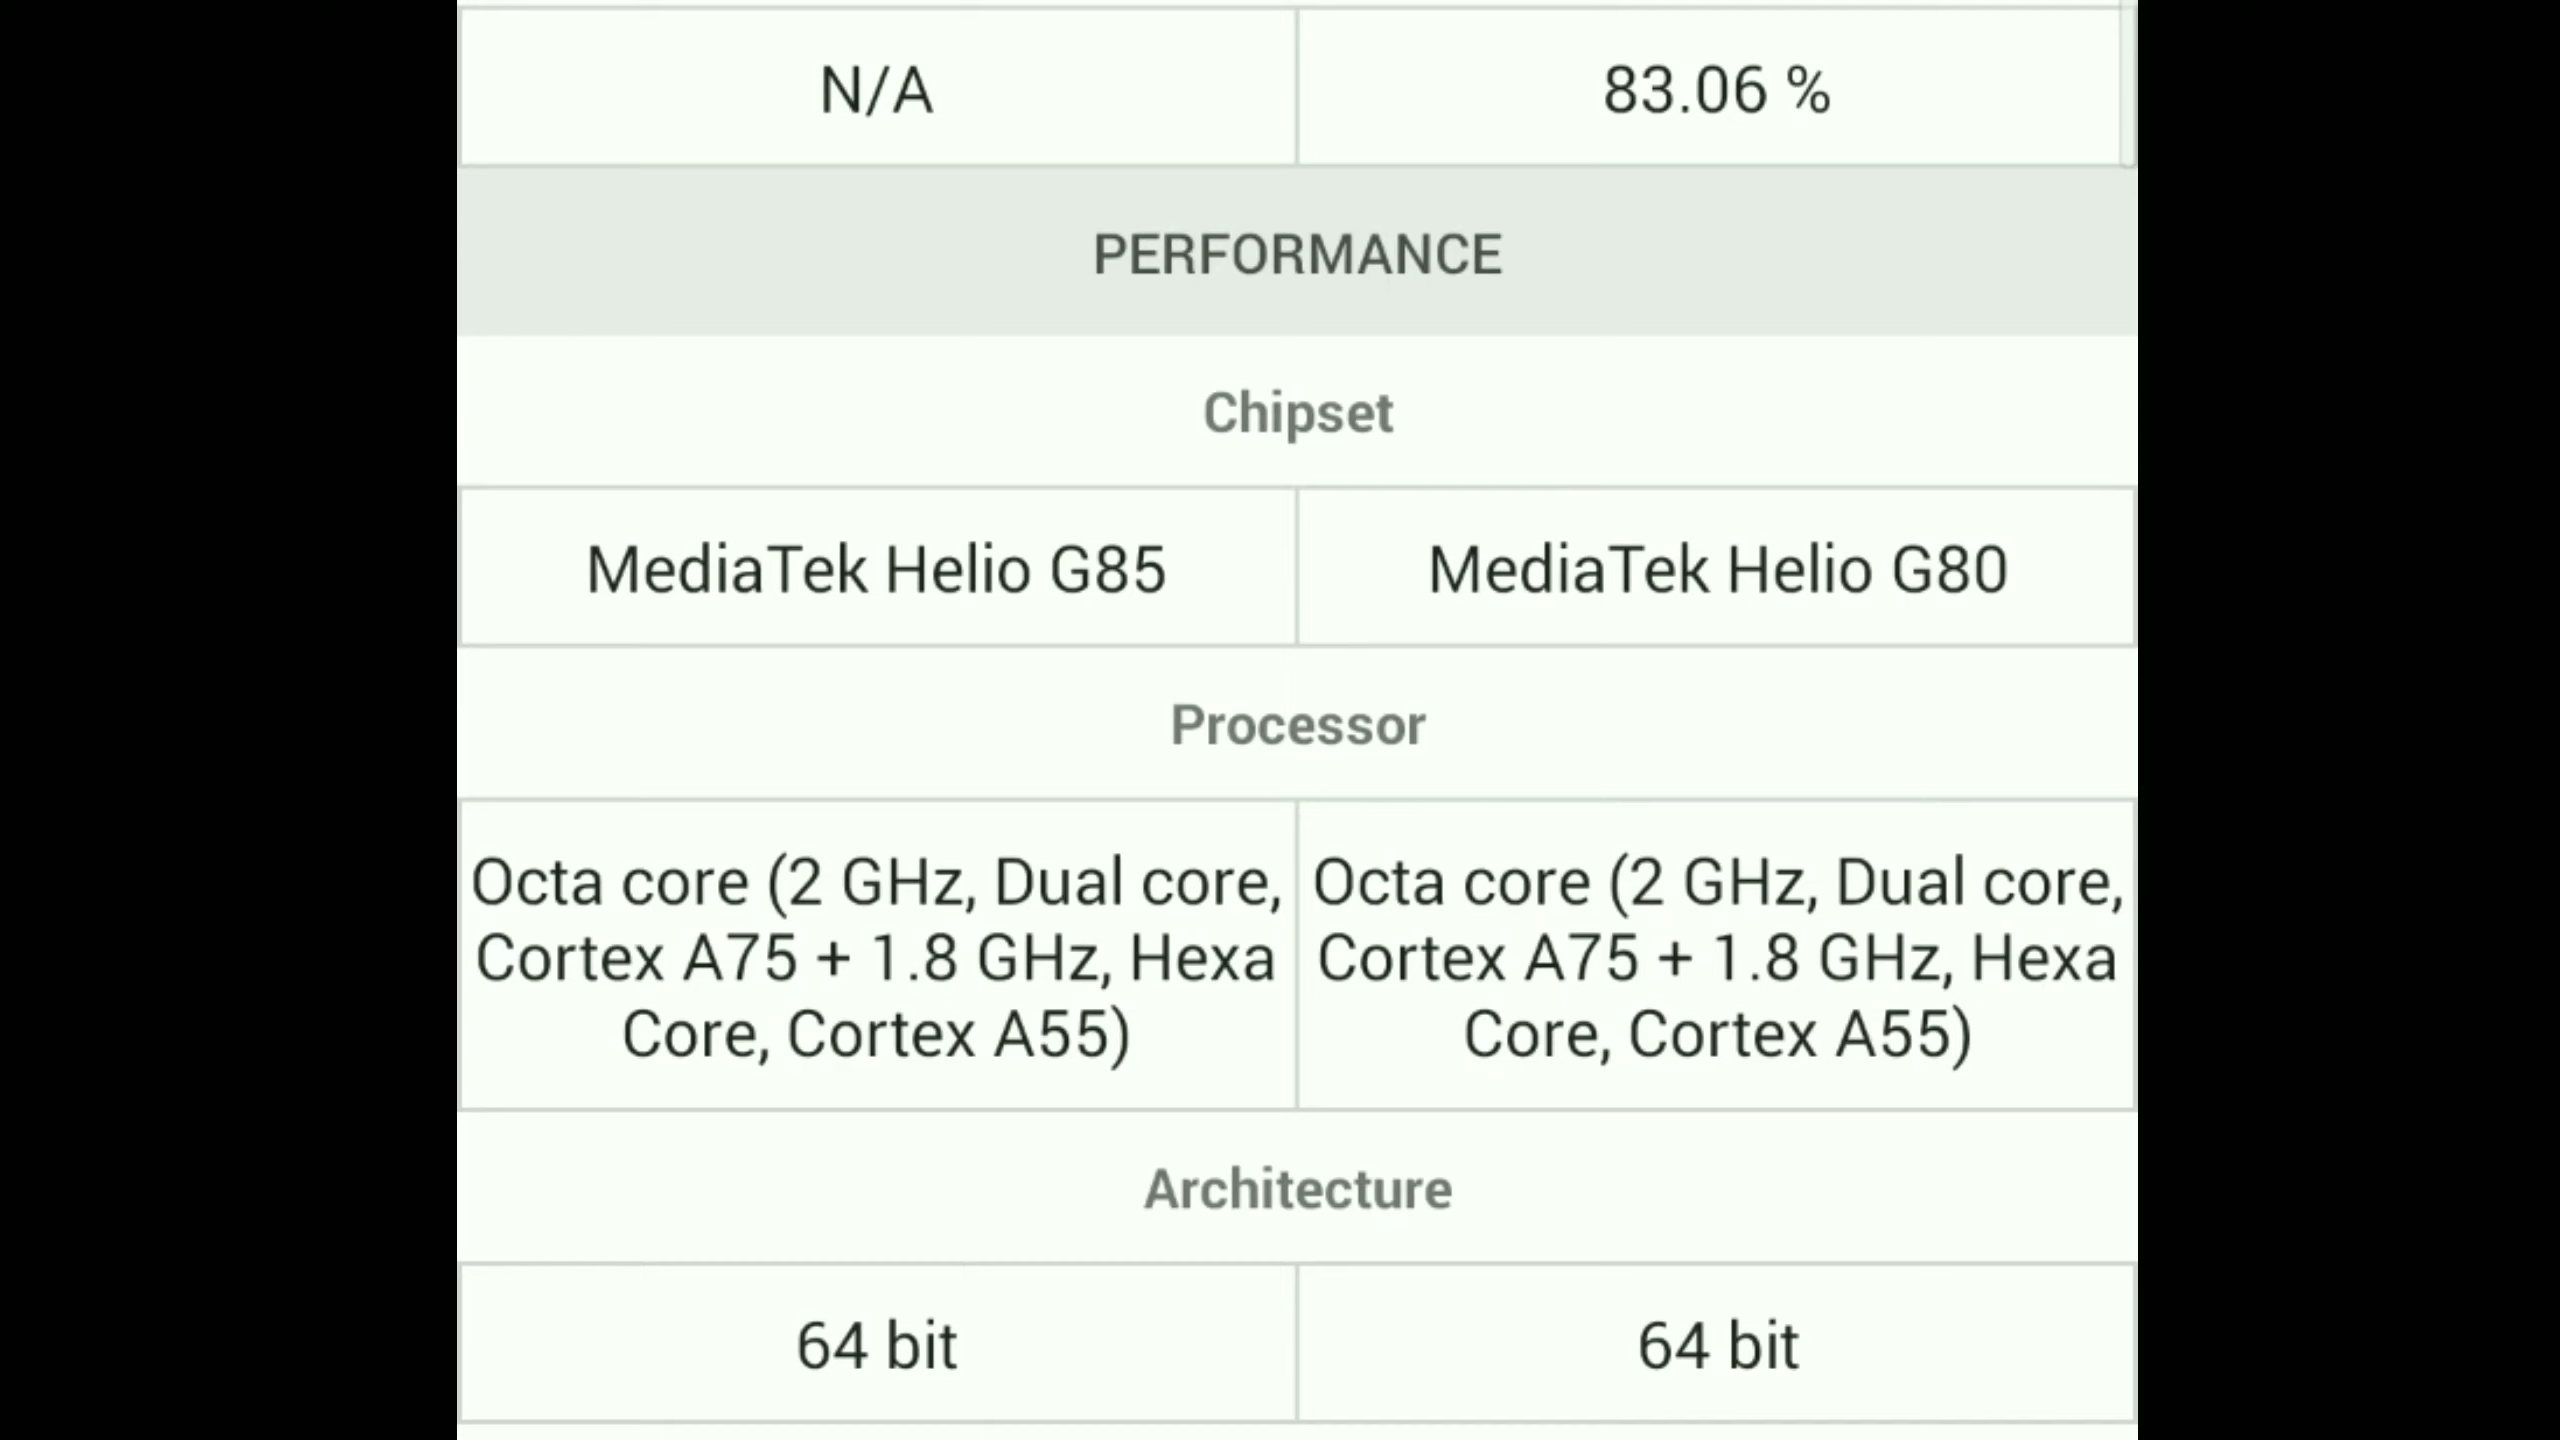 N/A 83.06 %
PERFORMANCE
Chipset
MediaTek Helio G85 MediaTek Helio G80
Processor
Octa core (2 GHz, Dual core, Cortex A75 + 1.8 GHz, Hexa Core, Cortex A55)
Octa core (2 GHz, Dual core, Cortex A75 + 1.8 GHz, Hexa Core, Cortex A55)
Architecture
64 bit 64 bit